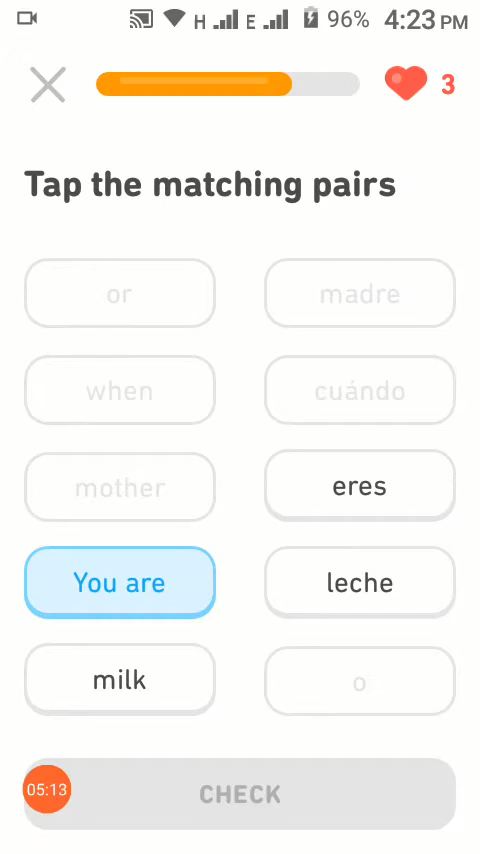 H E 96% 4:23 PM
3
Tap the matching pairs
or madre
when cuándo
mother eres
You are leche
milk o
05:13 CHECK